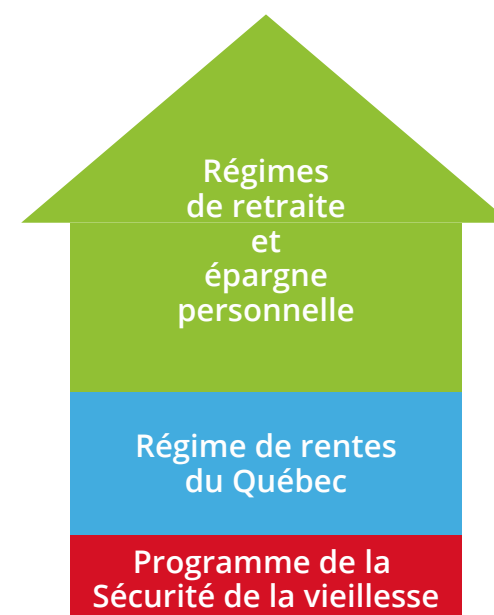 Régimes
de retraite
et
épargne
personnelle
Régime de rentes
du Québec
Programme de la
Sécurité de la vieillesse